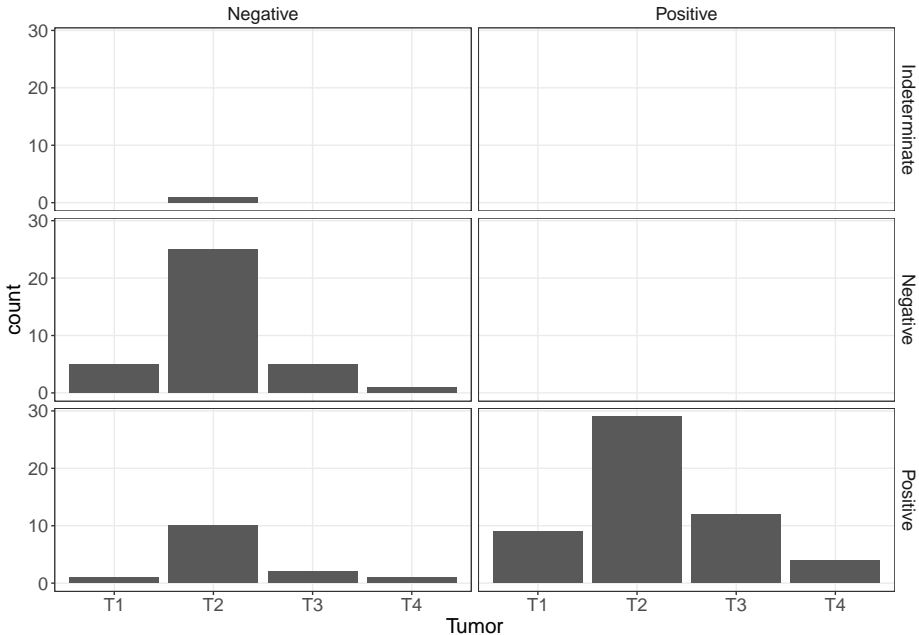 Negative Positive
30
20
10
0
Indeterminate
30
20
10
0
Negative
30
20
10
0
Positive
count
T1 T2 T3 T4 T1 T2 T3 T4
Tumor